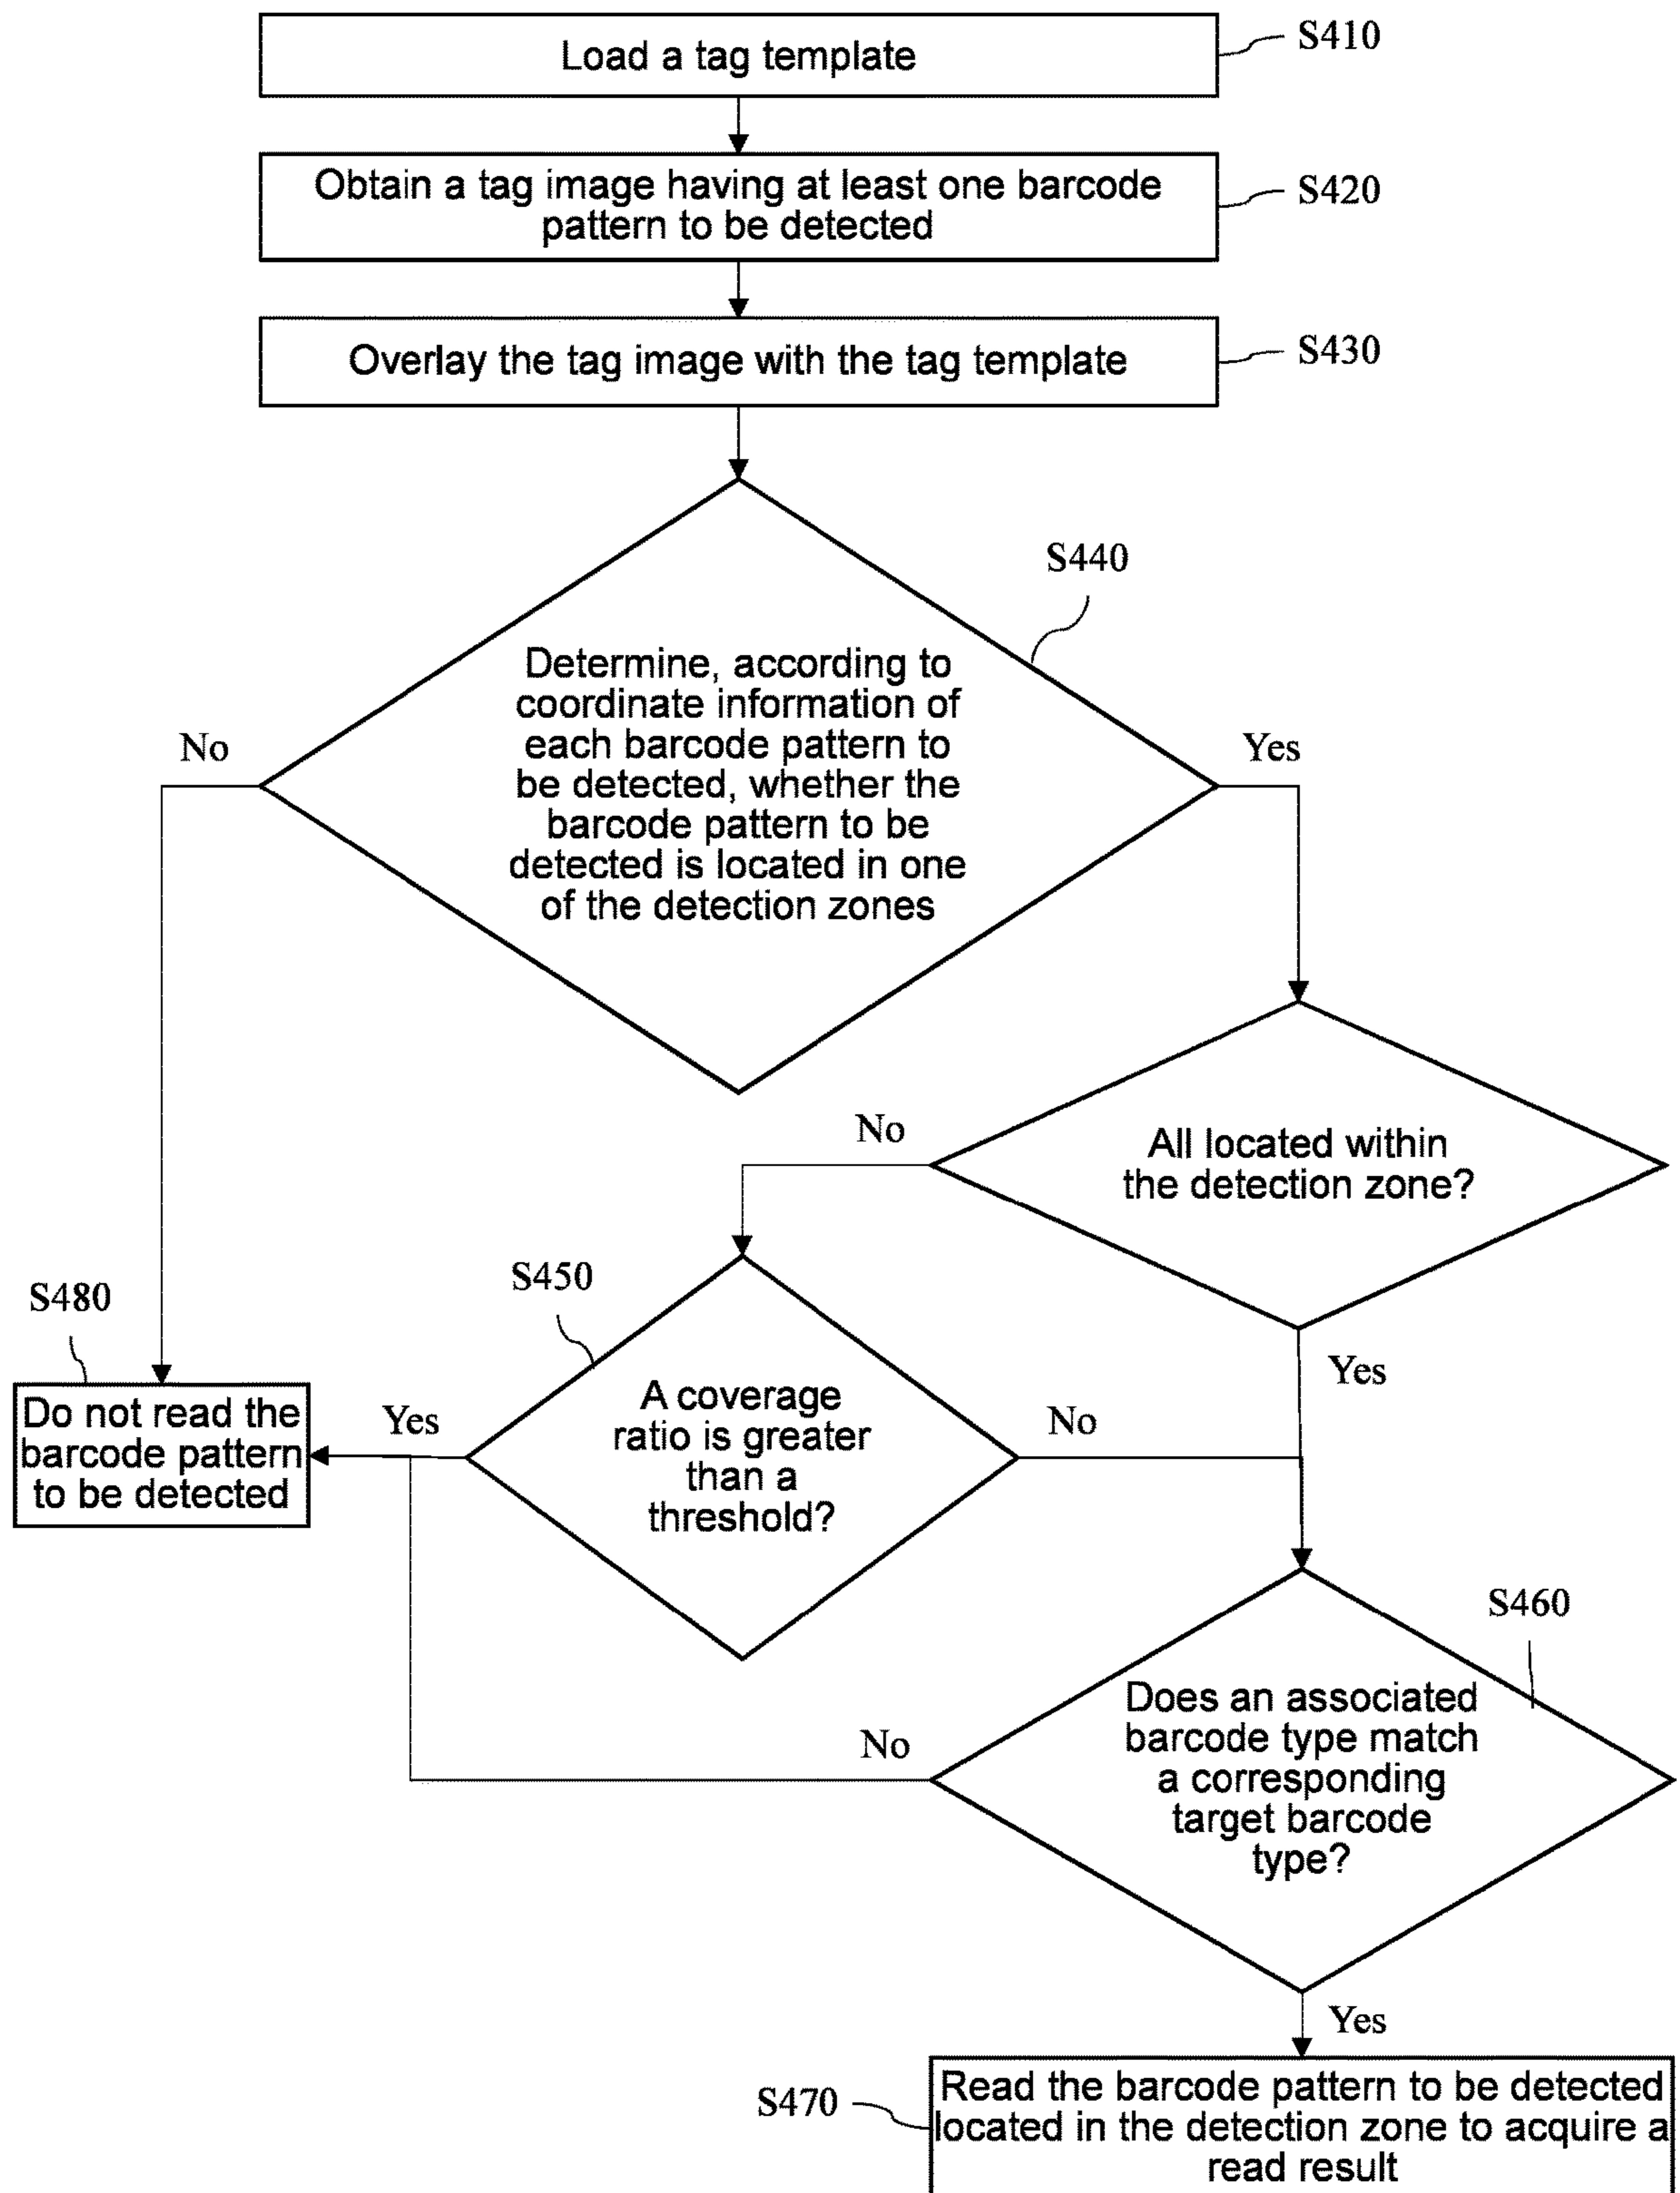 Load a tag template
S410
Obtain a tag image having at least one barcode
pattern to be detected
S420
Overlay the tag image with the tag template
S430
S440
Determine, according to
coordinate information of
each barcode pattern to
be detected, whether the
barcode pattern to be
detected is located in one
of the detection zones
No
Yes
All located within
the detection zone?
No
Yes
S450
A coverage
ratio is greater
than a
threshold?
Yes
No
S480
Do not read the
barcode pattern
to be detected
S460
Does an associated
barcode type match
a corresponding
target barcode
type?
No
Yes
S470
Read the barcode pattern to be detected
located in the detection zone to acquire a
read result